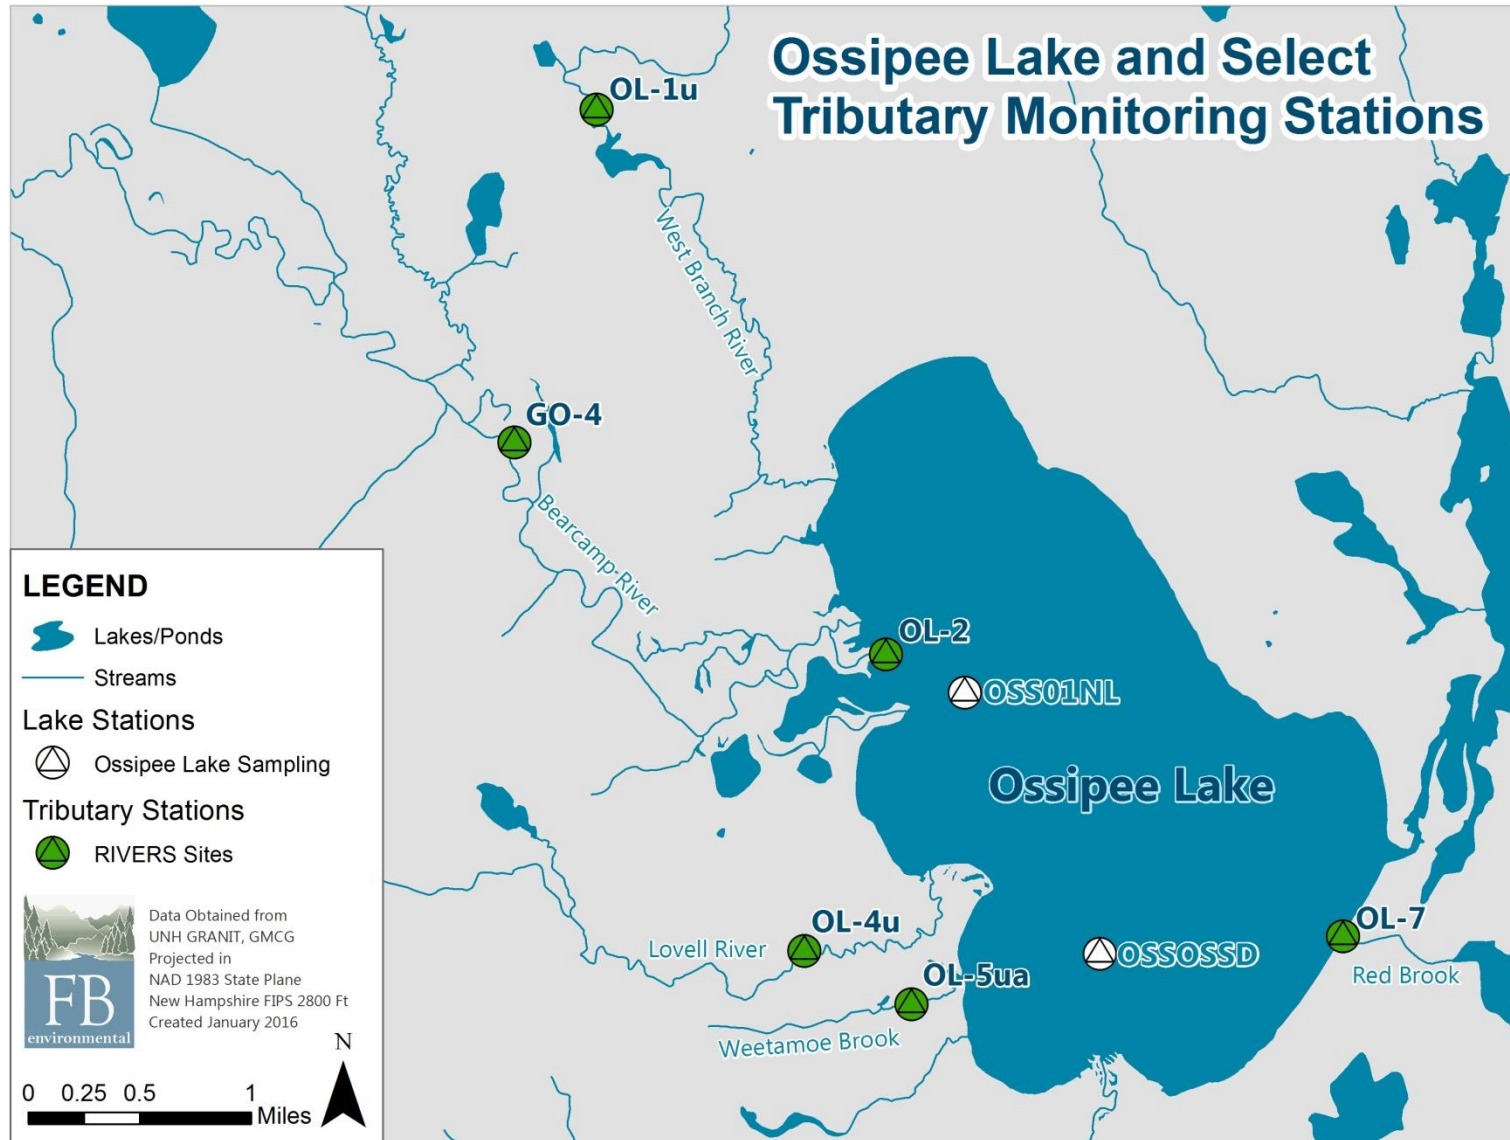 Ossipee Lake and Select
Tributary Monitoring Stations
OL-1u
West Branch River
GO-4
Bearcamp River
OL-2
OSS01NL
Ossipee Lake
OL-4u
Lovell River
OSSOSSD
OL-7
Red Brook
OL-5ua
Weetamoe Brook
LEGEND
Lakes/Ponds
Streams
Lake Stations
Ossipee Lake Sampling
Tributary Stations
RIVERS Sites
FB
environmental
Data Obtained from
UNH GRANIT, GMCG
Projected in
NAD 1983 State Plane
New Hampshire FIPS 2800 Ft
Created January 2016
N
0 0.25 0.5 1
Miles